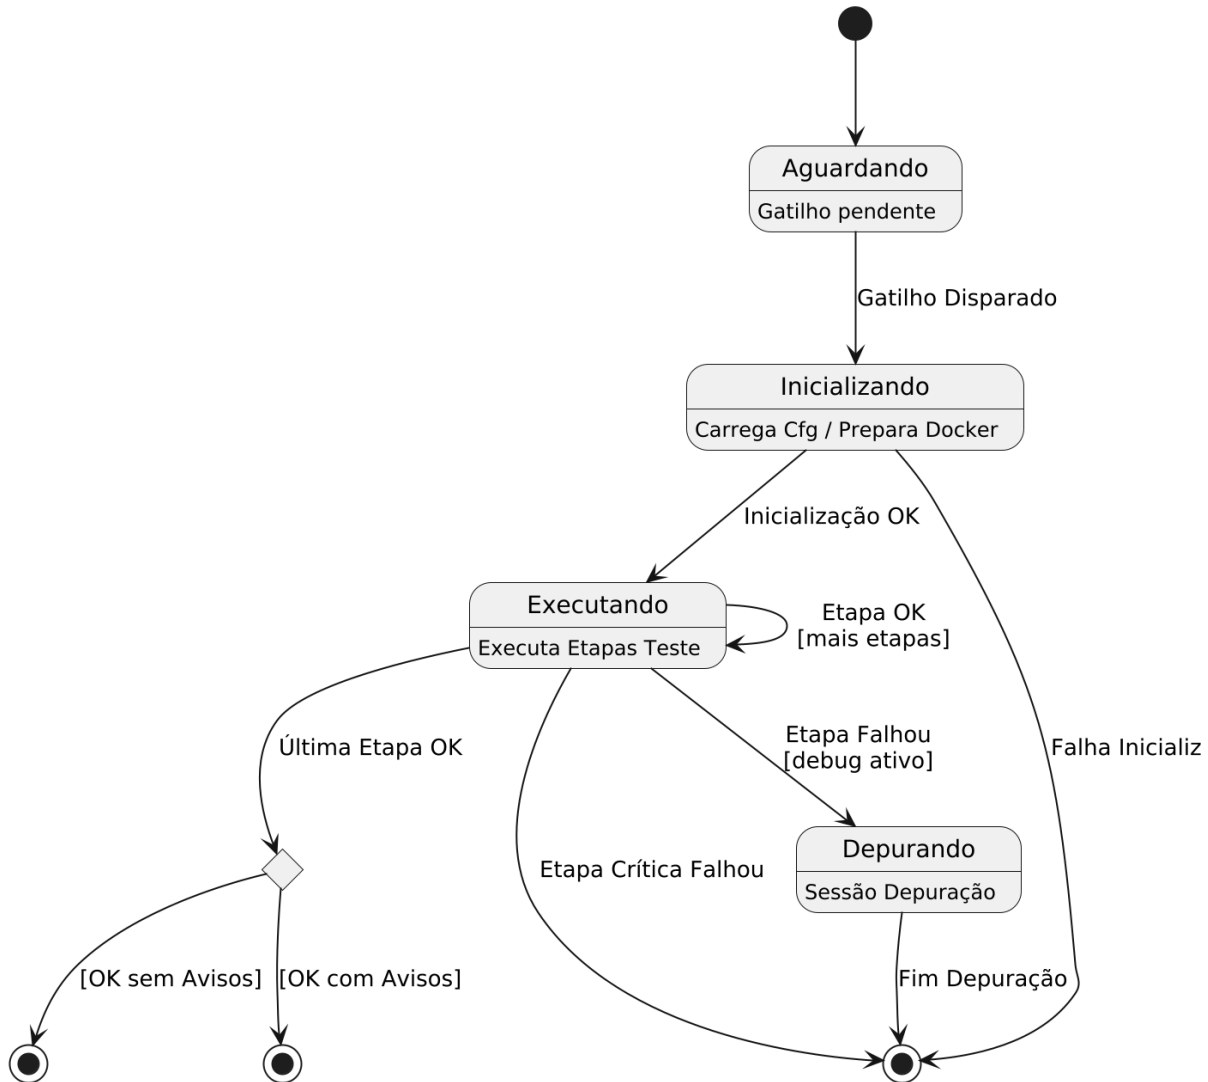 Aguardando
Gatilho pendente
Gatilho Disparado
Inicializando
Carrega Cfg / Prepara Docker
Inicialização OK
Executando
Executa Etapas Teste
Etapa OK
[mais etapas]
Última Etapa OK
Etapa Falhou
[debug ativo]
Falha Inicializ
Etapa Crítica Falhou
Depurando
Sessão Depuração
[OK sem Avisos]
[OK com Avisos]
Fim Depuração